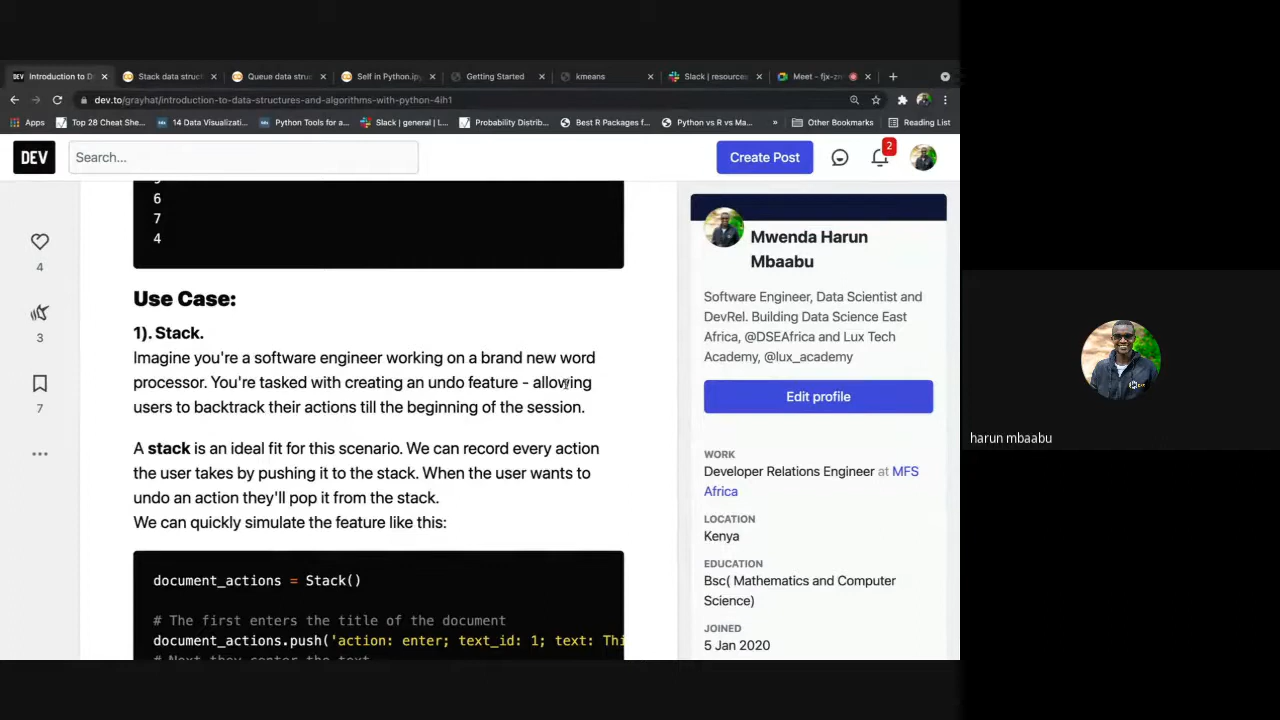 Introduction to D
Stack data struct
Queue data struc
Self in Python.ip
Getting Started
kmeans
Slack | resources
Meet – fjx-zn
dev.to/grayhat/introduction-to-data-structures-and-algorithms-with-python-4ih1
Apps
Top 28 Cheat She...
14 Data Visualizati...
Python Tools for a...
Slack | general | L...
Probability Distrib...
Best R Packages f...
Python vs R vs Ma...
»
Other Bookmarks
Reading List
DEV
Search...
Create Post
2
4
3
7
6
7
4
Use Case:
1). Stack.
Imagine you're a software engineer working on a brand new word
processor. You're tasked with creating an undo feature - allowing
users to backtrack their actions till the beginning of the session.
A stack is an ideal fit for this scenario. We can record every action
the user takes by pushing it to the stack. When the user wants to
undo an action they'll pop it from the stack.
We can quickly simulate the feature like this:
document_actions = Stack()
# The first enters the title of the document
document_actions.push('action: enter; text_id: 1; text: Thi
# Next they center the text
Mwenda Harun
Mbaabu
Software Engineer, Data Scientist and
DevRel. Building Data Science East
Africa, @DSEAfrica and Lux Tech
Academy, @lux_academy
Edit profile
WORK
Developer Relations Engineer at MFS
Africa
LOCATION
Kenya
EDUCATION
Bsc( Mathematics and Computer
Science)
JOINED
5 Jan 2020
harun mbaabu